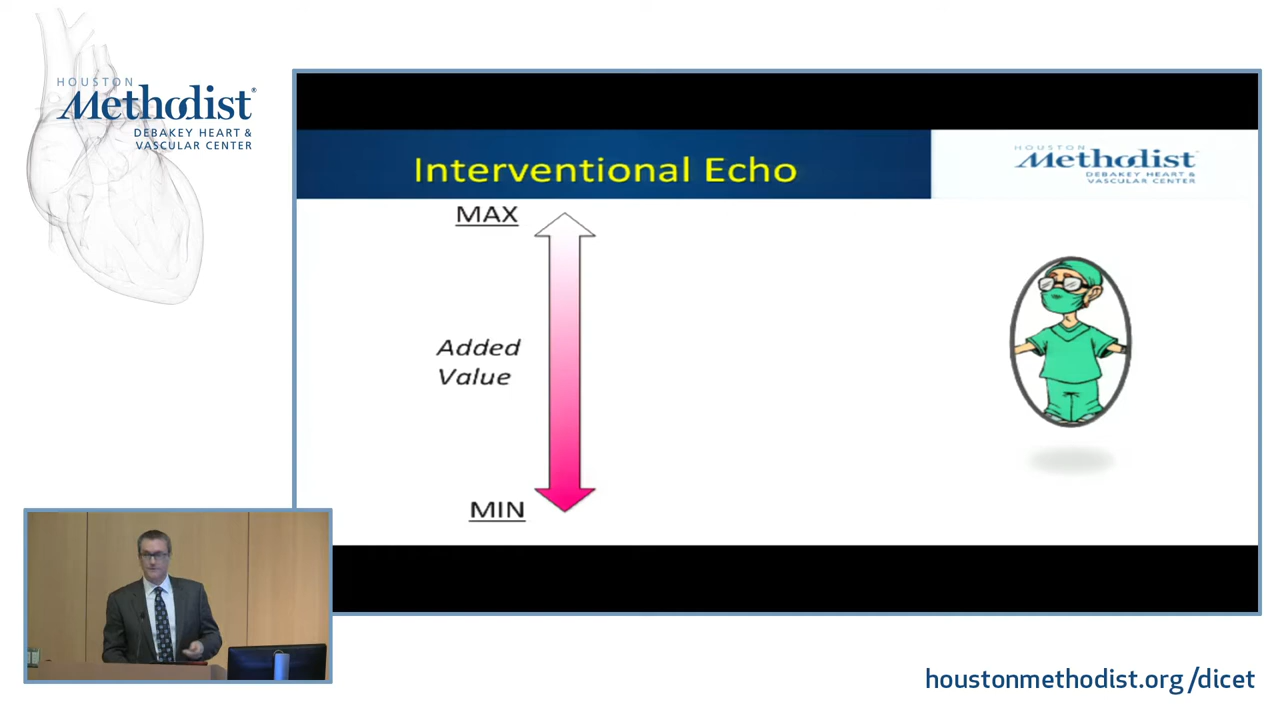 HOUSTON
Methodist®
DEBAKEY HEART &
VASCULAR CENTER
Interventional Echo
HOUSTON
Methodist
DEBAKEY HEART &
VASCULAR CENTER
MAX
Added
Value
MIN
houstonmethodist.org/dicet